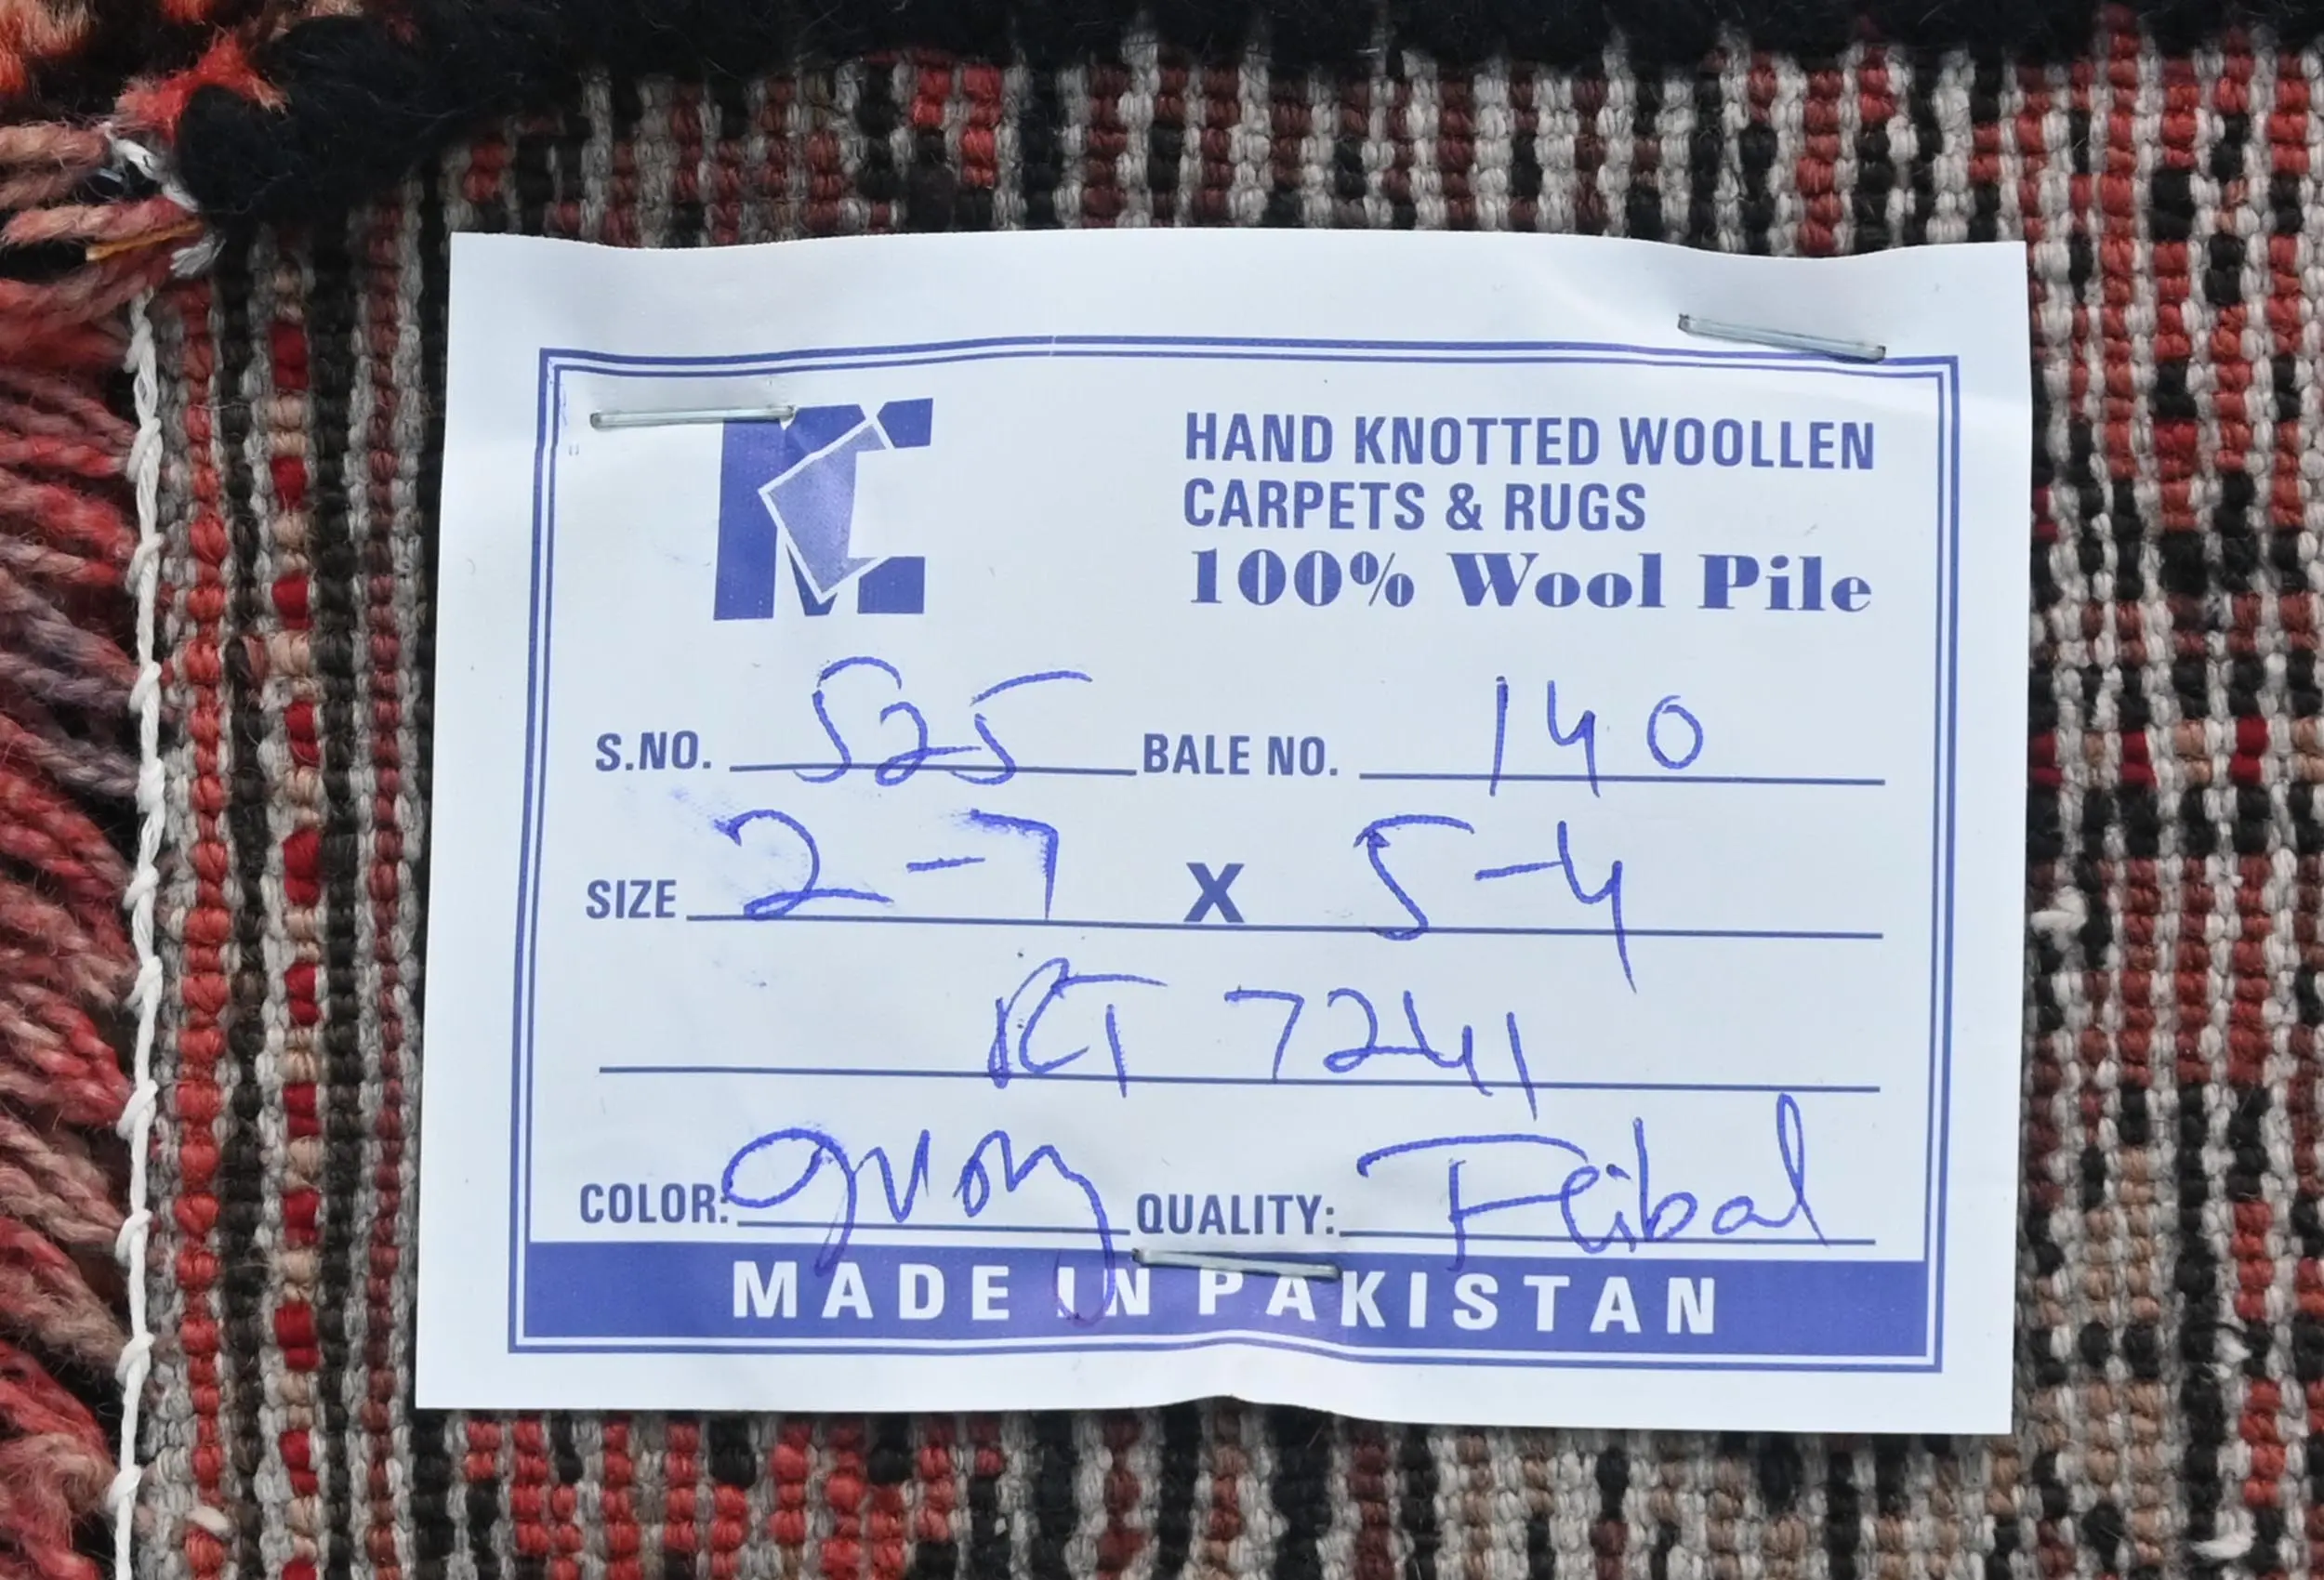 HAND KNOTTED WOOLLEN
CARPETS & RUGS
100% Wool Pile
S.NO. 525 BALE NO. 140
SIZE 2-7 X 5-4
KT 7241
COLOR: QUALITY:
MADE IN PAKISTAN